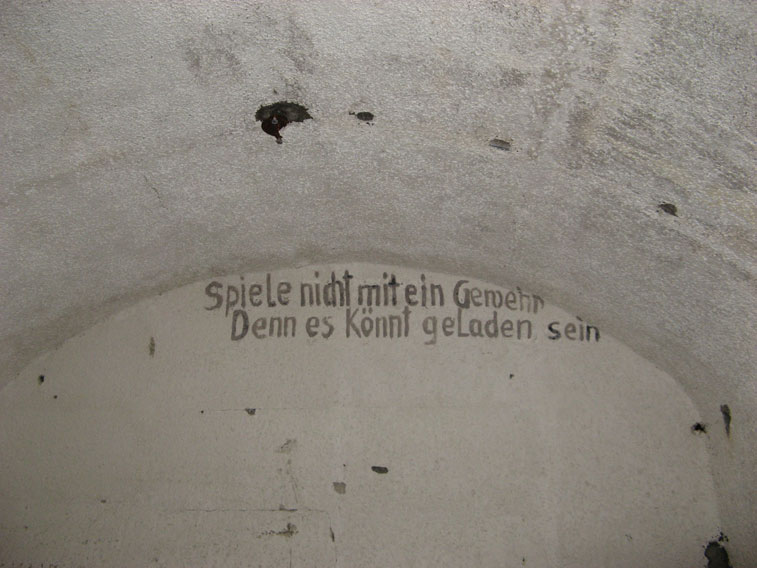 Spiele nicht mit ein Gewehr
Denn es Könnt geLaden sein